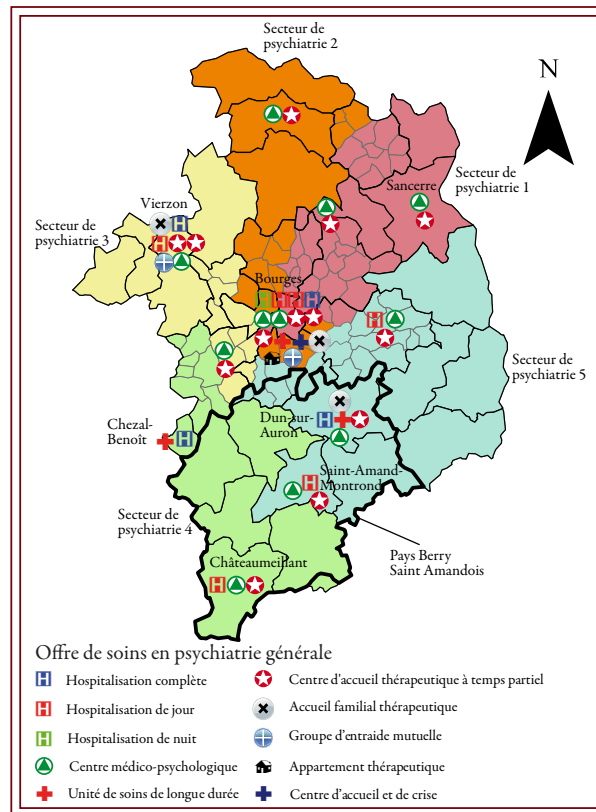 Secteur de
psychiatrie 2
N
Sancerre
Secteur de
psychiatrie 1
Vierzon
Secteur de
psychiatrie 3
Bourges
Secteur de
psychiatrie 5
Chezal-
Benoît
Dun-sur-
Auron
Saint-Amand-
Montrond
Secteur de
psychiatrie 4
Pays Berry
Saint Amandois
Châteaumeillant
Offre de soins en psychiatrie générale
H Hospitalisation complète
H Hospitalisation de jour
H Hospitalisation de nuit
Centre médico-psychologique
Unité de soins de longue durée
Centre d'accueil thérapeutique à temps partiel
Accueil familial thérapeutique
Groupe d'entraide mutuelle
Appartement thérapeutique
Centre d'accueil et de crise